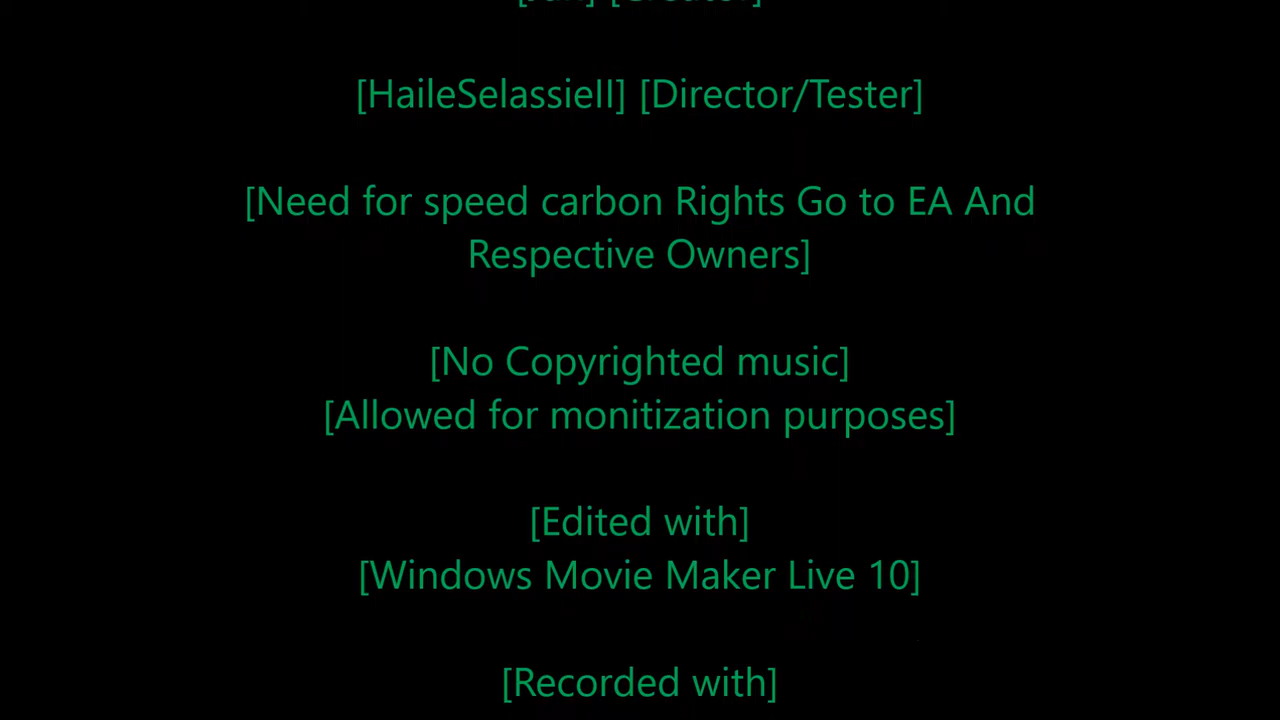 [HaileSelassieII] [Director/Tester]
[Need for speed carbon Rights Go to EA And
Respective Owners]
[No Copyrighted music]
[Allowed for monitization purposes]
[Edited with]
[Windows Movie Maker Live 10]
[Recorded with]